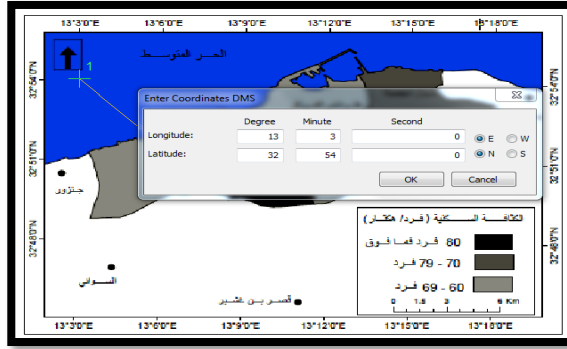 13°3'0"E 13°6'0"E 13°9'0"E 13°12'0"E 13°15'0"E 13°18'0"E
البحر المتوسط
1
32°54'0"N 32°54'0"N
Enter Coordinates DMS
Degree Minute Second
Longitude: 13 3 0 E W
Latitude: 32 54 0 N S
OK Cancel
32°51'0"N 32°51'0"N
جنزور
الكثافة السكنية ( فرد/ هكتار )
80 فرد فما فوق
70 - 79 فرد
60 - 69 فرد
0 1.5 3 6 Km
32°48'0"N 32°48'0"N
السواني
قصر بن غشير
13°3'0"E 13°6'0"E 13°9'0"E 13°12'0"E 13°15'0"E 13°18'0"E